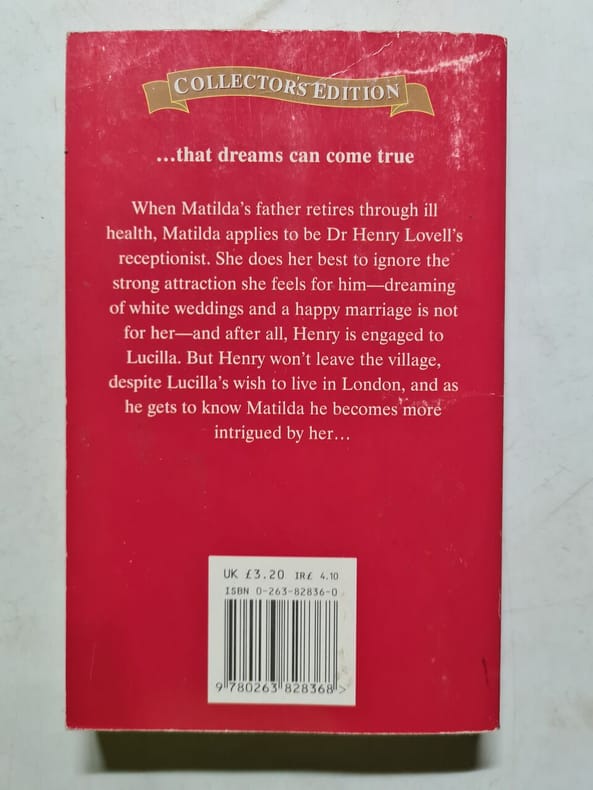 COLLECTOR'S EDITION
...that dreams can come true
When Matilda's father retires through ill
health, Matilda applies to be Dr Henry Lovell's
receptionist. She does her best to ignore the
strong attraction she feels for him—dreaming
of white weddings and a happy marriage is not
for her—and after all, Henry is engaged to
Lucilla. But Henry won't leave the village,
despite Lucilla's wish to live in London, and as
he gets to know Matilda he becomes more
intrigued by her...
UK £3.20 IR£ 4.10
ISBN 0-263-82836-0
9 780263 828368 >